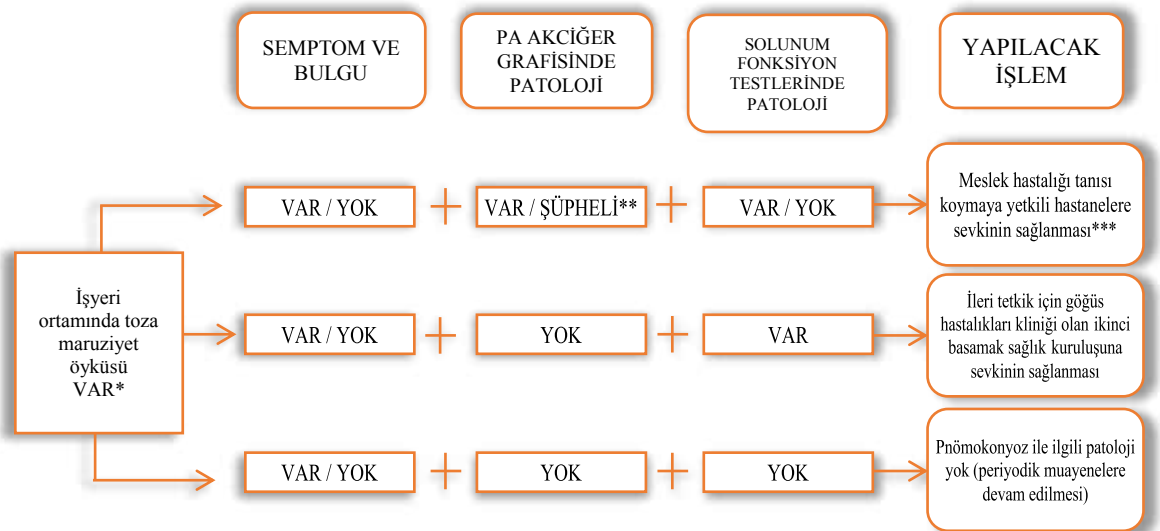 SEMPTOM VE
BULGU
PA AKCİĞER
GRAFİSİNDE
PATOLOJİ
SOLUNUM
FONKSİYON
TESTLERİNDE
PATOLOJİ
YAPILACAK
İŞLEM
İşyeri
ortamında toza
maruziyet
öyküsü
VAR*
VAR / YOK
+
VAR / ŞÜPHELİ**
+
VAR / YOK
Meslek hastalığı tanısı
koymaya yetkili hastanelere
sevkinin sağlanması***
VAR / YOK
+
YOK
+
VAR
İleri tetkik için göğüs
hastalıkları kliniği olan ikinci
basamak sağlık kuruluşuna
sevkinin sağlanması
VAR / YOK
+
YOK
+
YOK
Pnömokonyoz ile ilgili patoloji
yok (periyodik muayenelere
devam edilmesi)